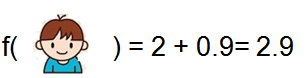 f( ) = 2 + 0.9= 2.9